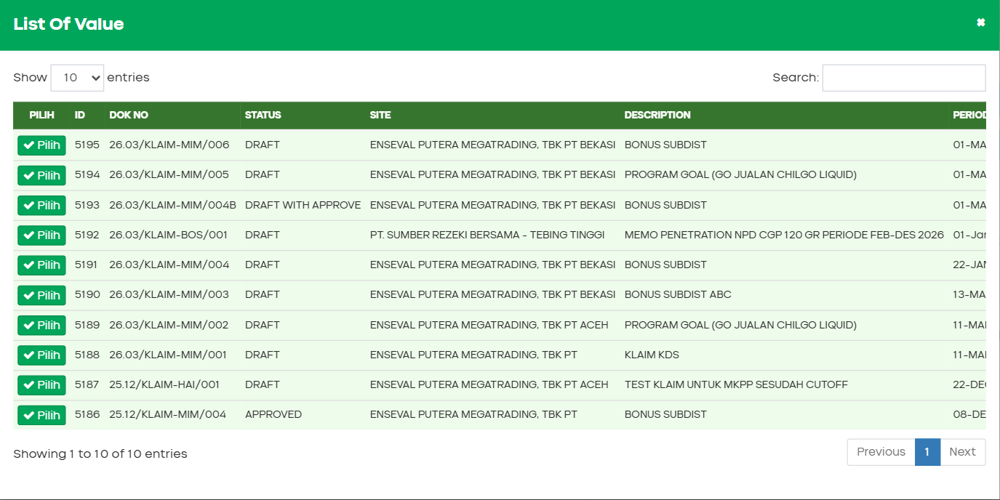 List Of Value ✖
Show 10 entries Search:
PILIH ID DOK NO STATUS SITE DESCRIPTION PERIOD
Pilih 5195 26.03/KLAIM-MIM/006 DRAFT ENSEVAL PUTERA MEGATRADING, TBK PT BEKASI BONUS SUBDIST 01-MA
Pilih 5194 26.03/KLAIM-MIM/005 DRAFT ENSEVAL PUTERA MEGATRADING, TBK PT BEKASI PROGRAM GOAL (GO JUALAN CHILGO LIQUID) 01-MA
Pilih 5193 26.03/KLAIM-MIM/004B DRAFT WITH APPROVE ENSEVAL PUTERA MEGATRADING, TBK PT BEKASI BONUS SUBDIST 01-MA
Pilih 5192 26.03/KLAIM-BOS/001 DRAFT PT. SUMBER REZEKI BERSAMA - TEBING TINGGI MEMO PENETRATION NPD CGP 120 GR PERIODE FEB-DES 2026 01-Jan
Pilih 5191 26.03/KLAIM-MIM/004 DRAFT ENSEVAL PUTERA MEGATRADING, TBK PT BEKASI BONUS SUBDIST 22-JAN
Pilih 5190 26.03/KLAIM-MIM/003 DRAFT ENSEVAL PUTERA MEGATRADING, TBK PT BEKASI BONUS SUBDIST ABC 13-MA
Pilih 5189 26.03/KLAIM-MIM/002 DRAFT ENSEVAL PUTERA MEGATRADING, TBK PT ACEH PROGRAM GOAL (GO JUALAN CHILGO LIQUID) 11-MAR
Pilih 5188 26.03/KLAIM-MIM/001 DRAFT ENSEVAL PUTERA MEGATRADING, TBK PT KLAIM KDS 11-MAR
Pilih 5187 25.12/KLAIM-HAI/001 DRAFT ENSEVAL PUTERA MEGATRADING, TBK PT ACEH TEST KLAIM UNTUK MKPP SESUDAH CUTOFF 22-DEC
Pilih 5186 25.12/KLAIM-MIM/004 APPROVED ENSEVAL PUTERA MEGATRADING, TBK PT BONUS SUBDIST 08-DE
Showing 1 to 10 of 10 entries Previous 1 Next